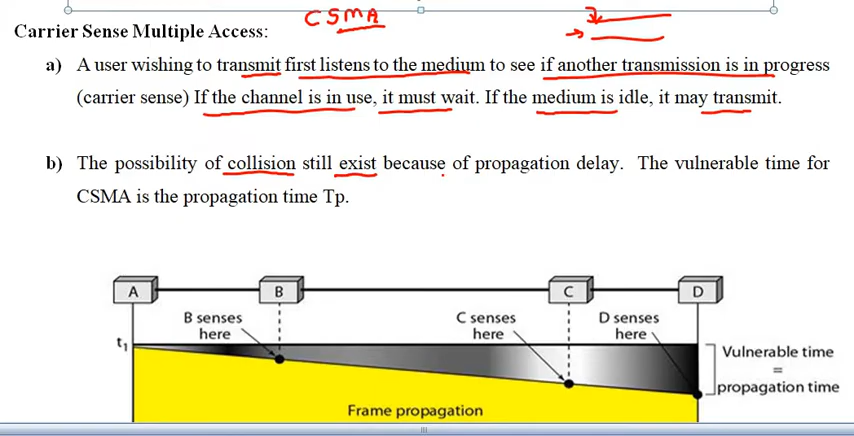 CSMA
Carrier Sense Multiple Access:
a) A user wishing to transmit first listens to the medium to see if another transmission is in progress
(carrier sense) If the channel is in use, it must wait. If the medium is idle, it may transmit.
b) The possibility of collision still exist because of propagation delay. The vulnerable time for
CSMA is the propagation time Tp.
A B C D
B senses
here
C senses
here
D senses
here
t1
Vulnerable time
=
propagation time
Frame propagation